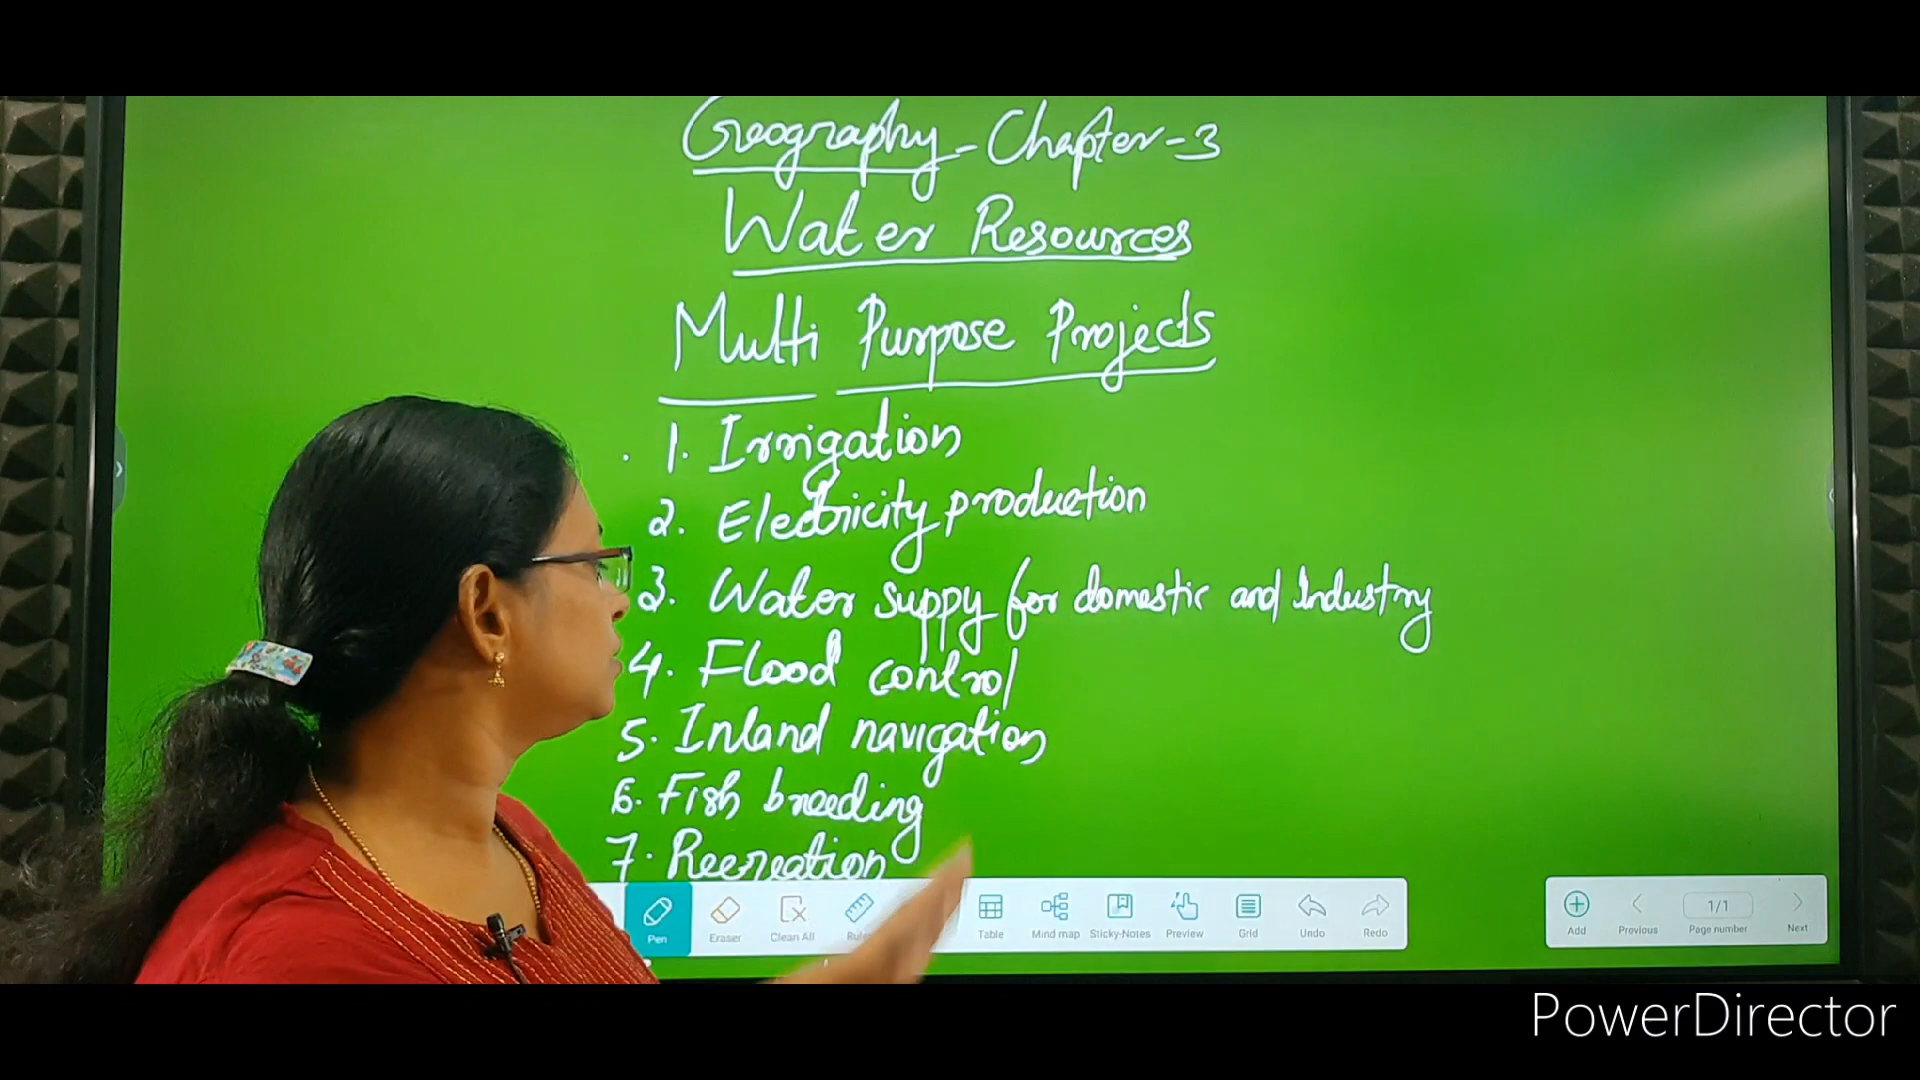 Geography - Chapter - 3
Water Resources
Multi Purpose Projects
1. Irrigation
2. Electricity production
3. Water supply for domestic and Industry
4. Flood control
5. Inland navigation
6. Fish breeding
7. Recreation
Pen Eraser Clean All Rule Table Mind map Sticky-Notes Preview Grid Undo Redo
1/1
Add Previous Page number Next
PowerDirector